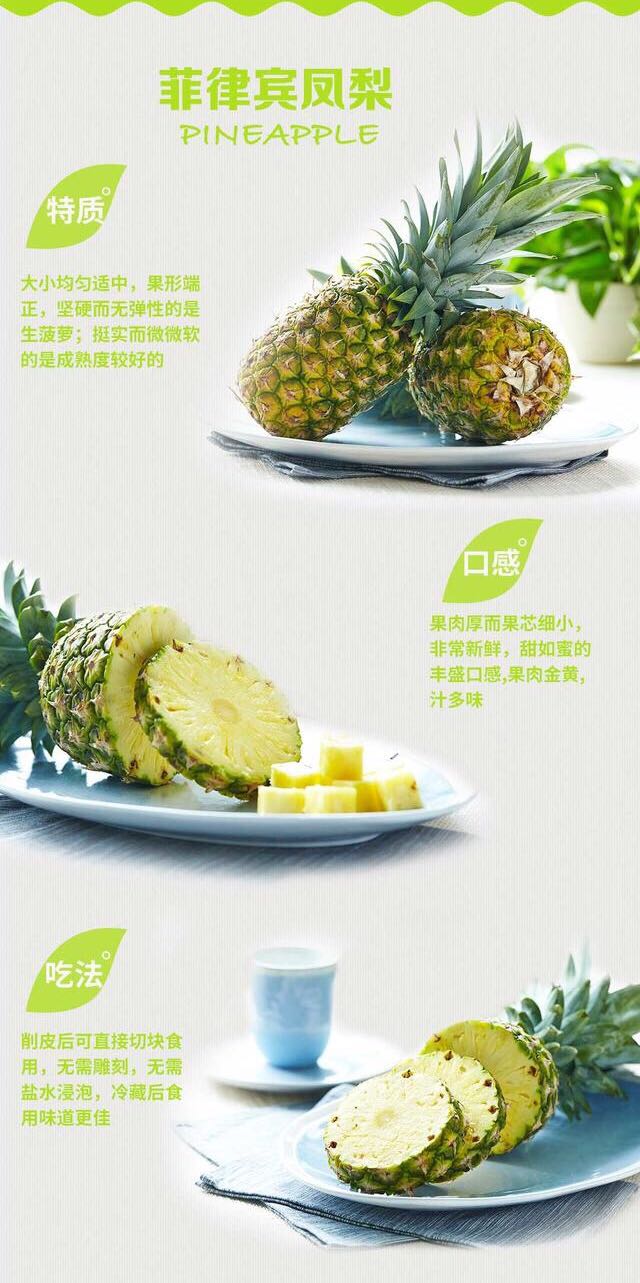 菲律宾凤梨
PINEAPPLE
特质
大小均匀适中，果形端
正，坚硬而无弹性的是
生菠萝；挺实而微微软
的是成熟度较好的
口感
果肉厚而果芯细小，
非常新鲜，甜如蜜的
丰盛口感,果肉金黄,
汁多味
吃法
削皮后可直接切块食
用，无需雕刻，无需
盐水浸泡，冷藏后食
用味道更佳